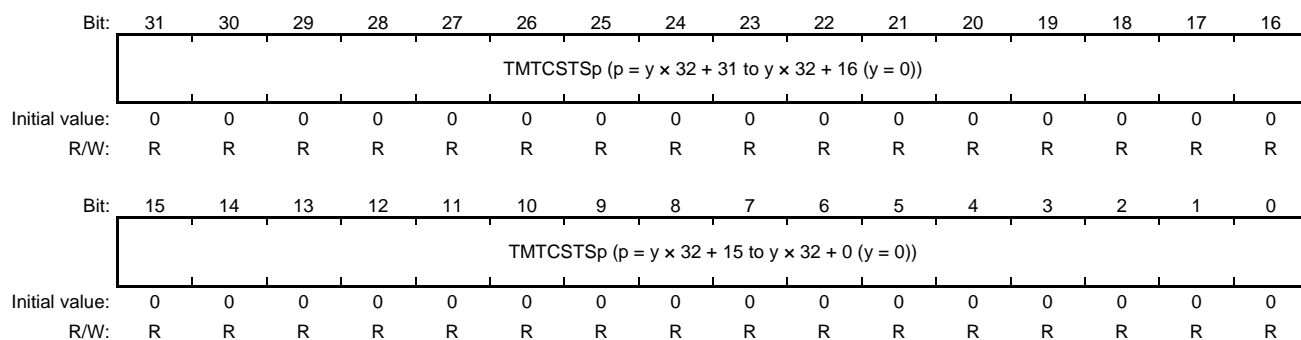 Bit: 31 30 29 28 27 26 25 24 23 22 21 20 19 18 17 16
TMTCSTSp (p = y × 32 + 31 to y × 32 + 16 (y = 0))
Initial value: 0 0 0 0 0 0 0 0 0 0 0 0 0 0 0 0
R/W: R R R R R R R R R R R R R R R R
Bit: 15 14 13 12 11 10 9 8 7 6 5 4 3 2 1 0
TMTCSTSp (p = y × 32 + 15 to y × 32 + 0 (y = 0))
Initial value: 0 0 0 0 0 0 0 0 0 0 0 0 0 0 0 0
R/W: R R R R R R R R R R R R R R R R